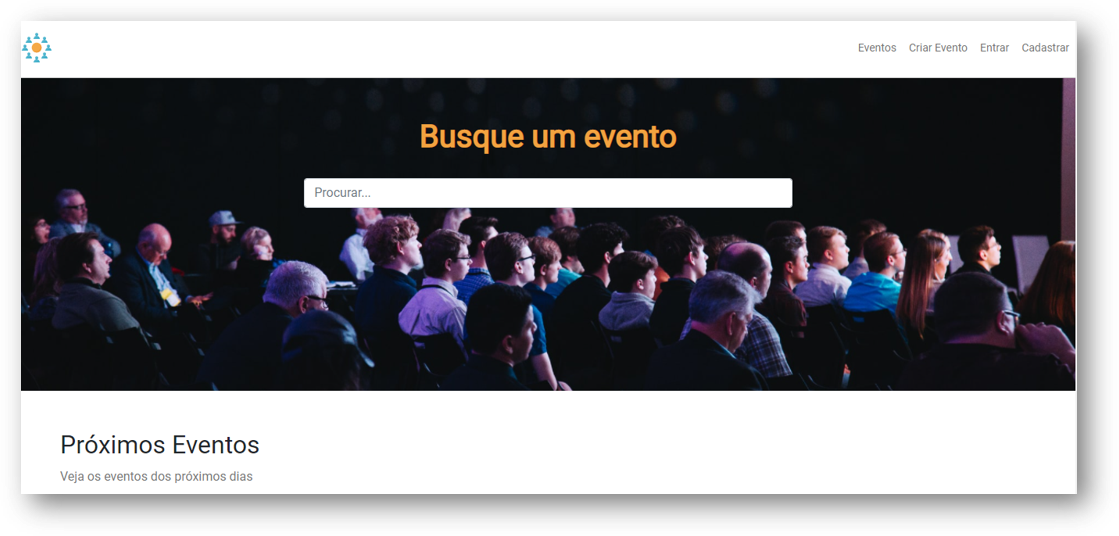 Eventos Criar Evento Entrar Cadastrar
Busque um evento
Procurar...
Próximos Eventos
Veja os eventos dos próximos dias